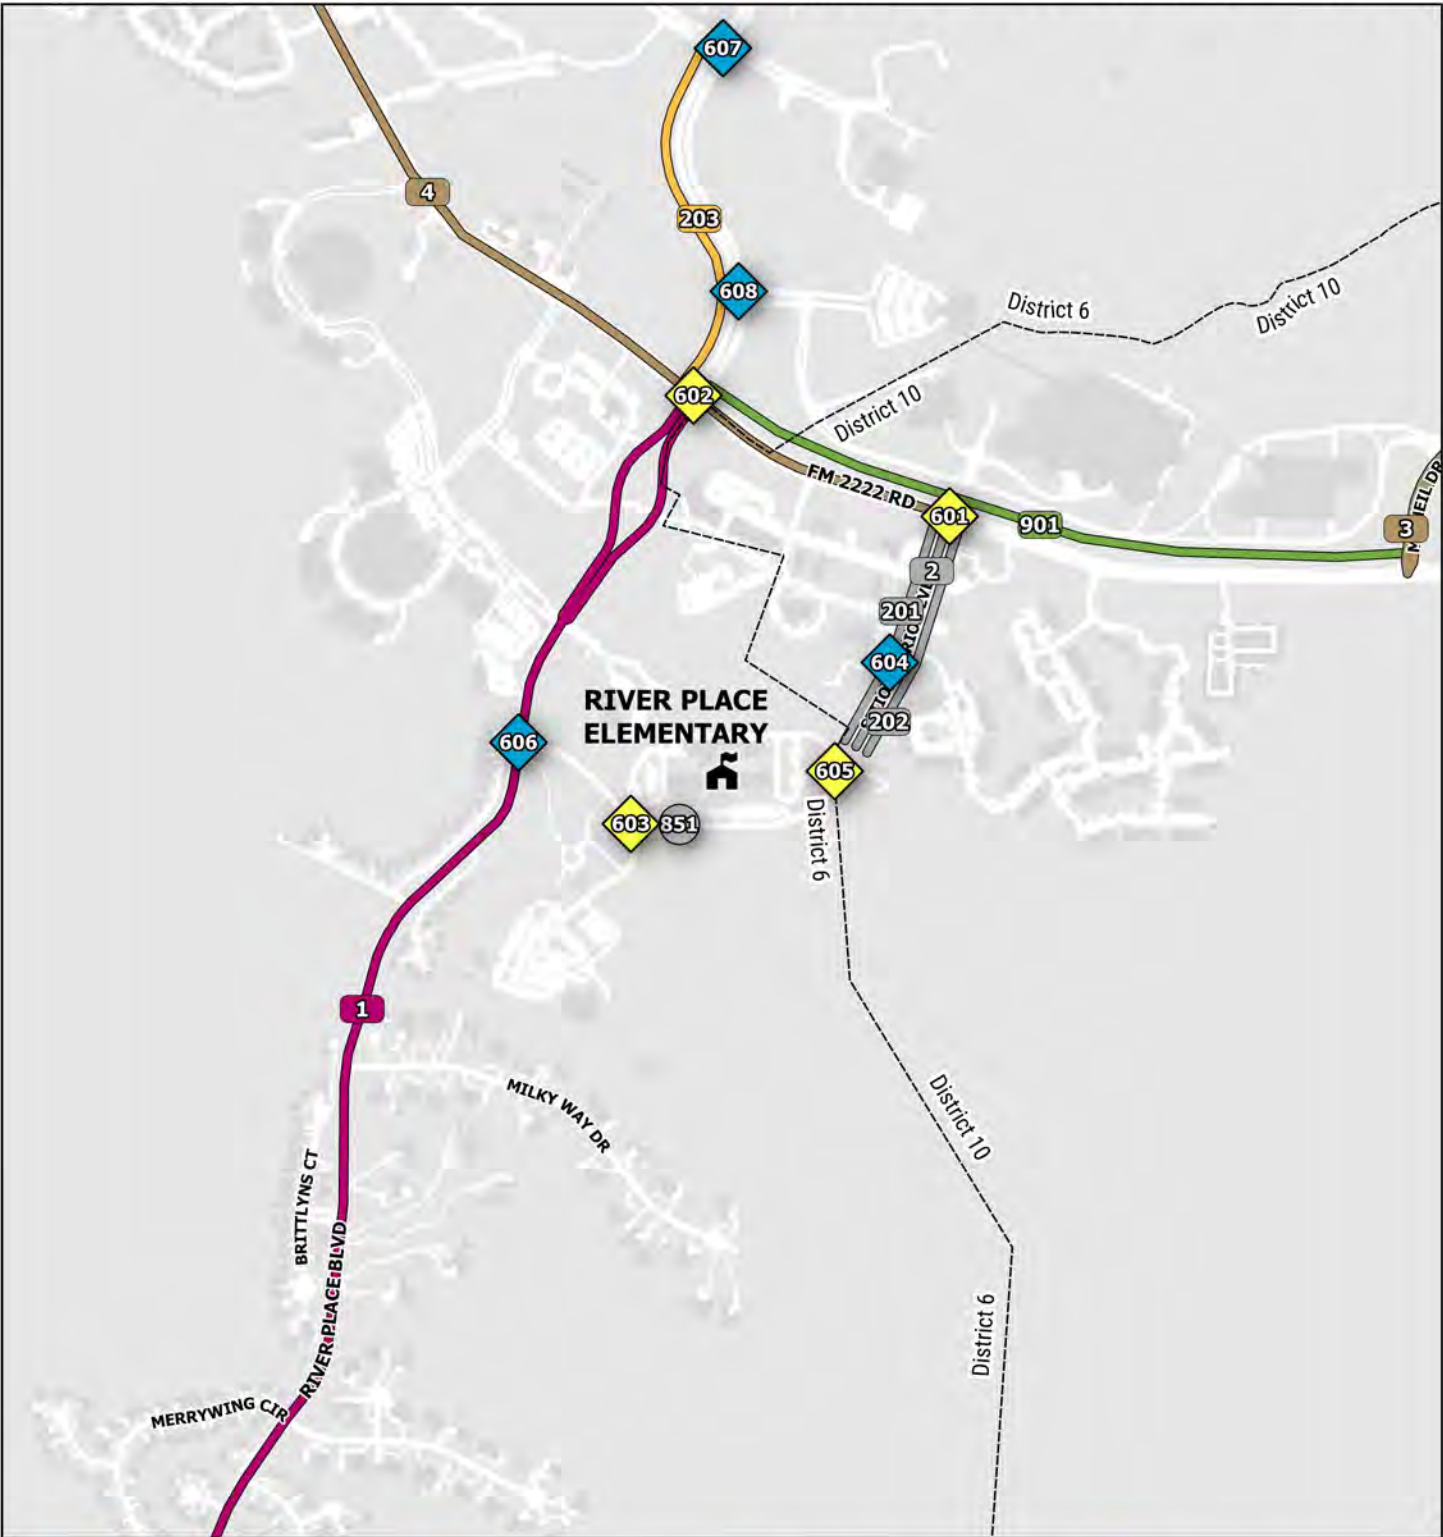 607
4
203
608
District 6
District 10
602
District 10
FM 2222 RD
601
901
3
2
201
604
202
RIVER PLACE
ELEMENTARY
606
605
603
851
District 6
1
MILKY WAY DR
District 10
BRITTLYNS CT
RIVER PLACE BLVD
District 6
MERRYWING CIR